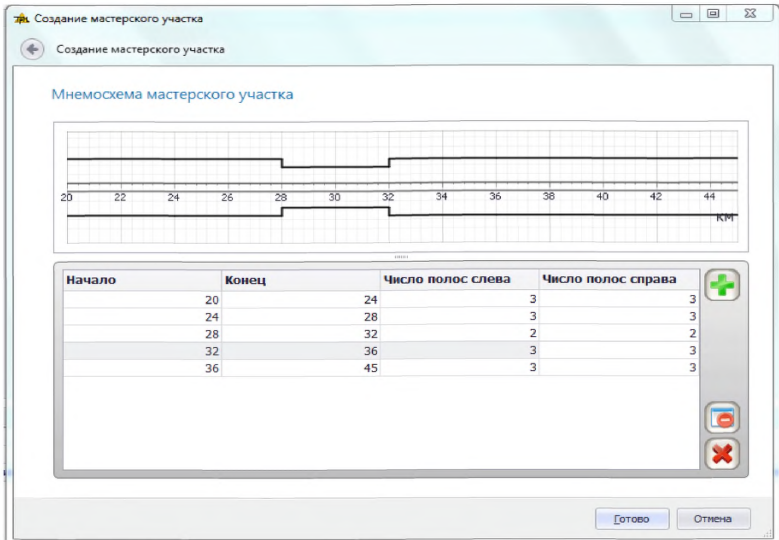 Создание мастерского участка
Создание мастерского участка
Мнемосхема мастерского участка
20 22 24 26 28 30 32 34 36 38 40 42 44
КМ
Начало Конец Число полос слева Число полос справа
20 24 3 3
24 28 3 3
28 32 2 2
32 36 3 3
36 45 3 3
Готово Отмена